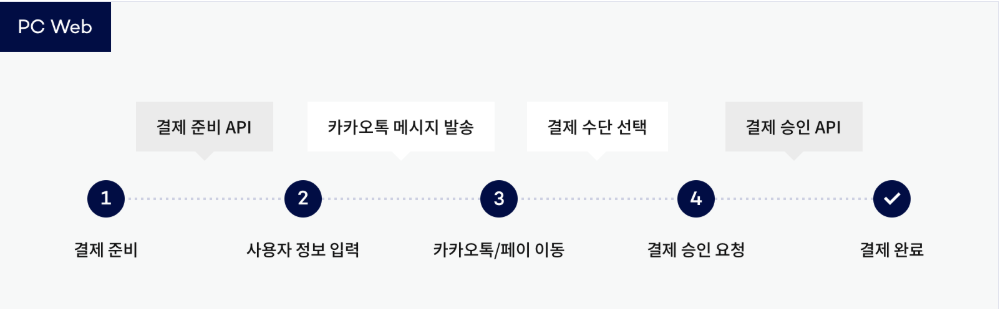 PC Web
결제 준비 API
카카오톡 메시지 발송
결제 수단 선택
결제 승인 API
1
2
3
4
결제 준비
사용자 정보 입력
카카오톡/페이 이동
결제 승인 요청
결제 완료